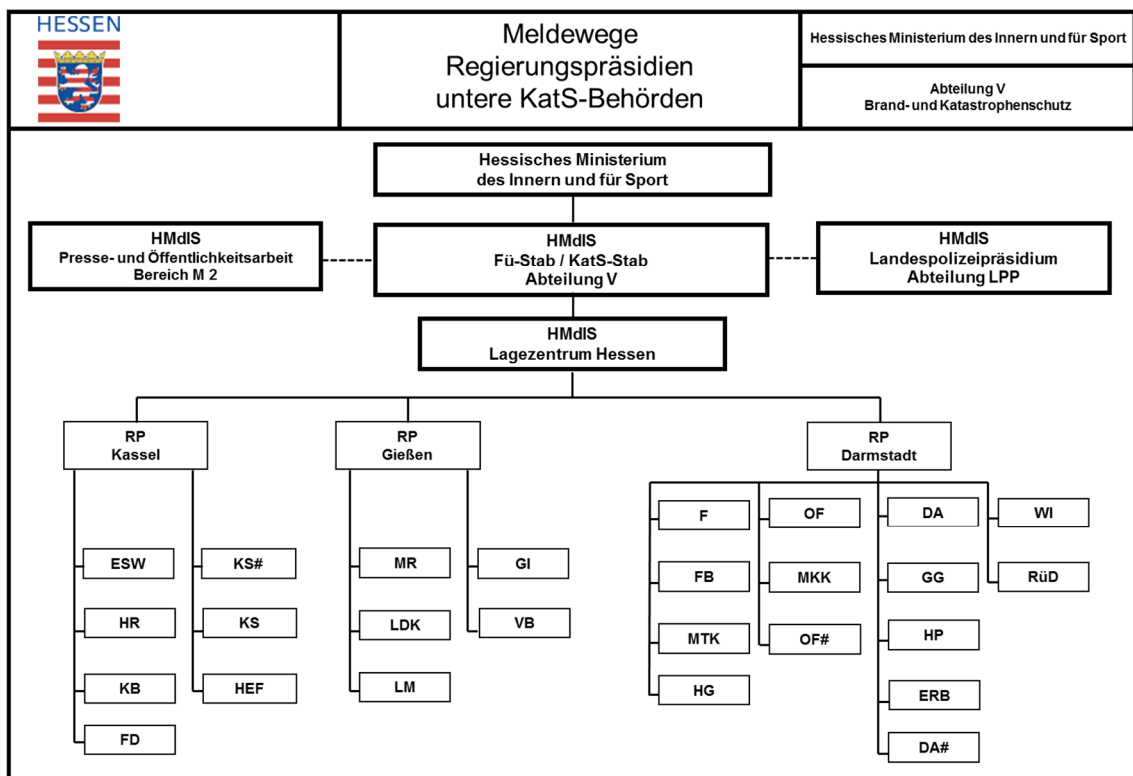 HESSEN
Meldewege
Regierungspräsidien
untere KatS-Behörden
Hessisches Ministerium des Innern und für Sport
Abteilung V
Brand- und Katastrophenschutz
Hessisches Ministerium
des Innern und für Sport
HMdIS
Presse- und Öffentlichkeitsarbeit
Bereich M 2
HMdIS
Fü-Stab / KatS-Stab
Abteilung V
HMdIS
Landespolizeipräsidium
Abteilung LPP
HMdIS
Lagezentrum Hessen
RP
Kassel
RP
Gießen
RP
Darmstadt
ESW
HR
KB
FD
KS#
KS
HEF
MR
LDK
LM
GI
VB
F
FB
MTK
HG
OF
MKK
OF#
DA
GG
HP
ERB
DA#
WI
RüD